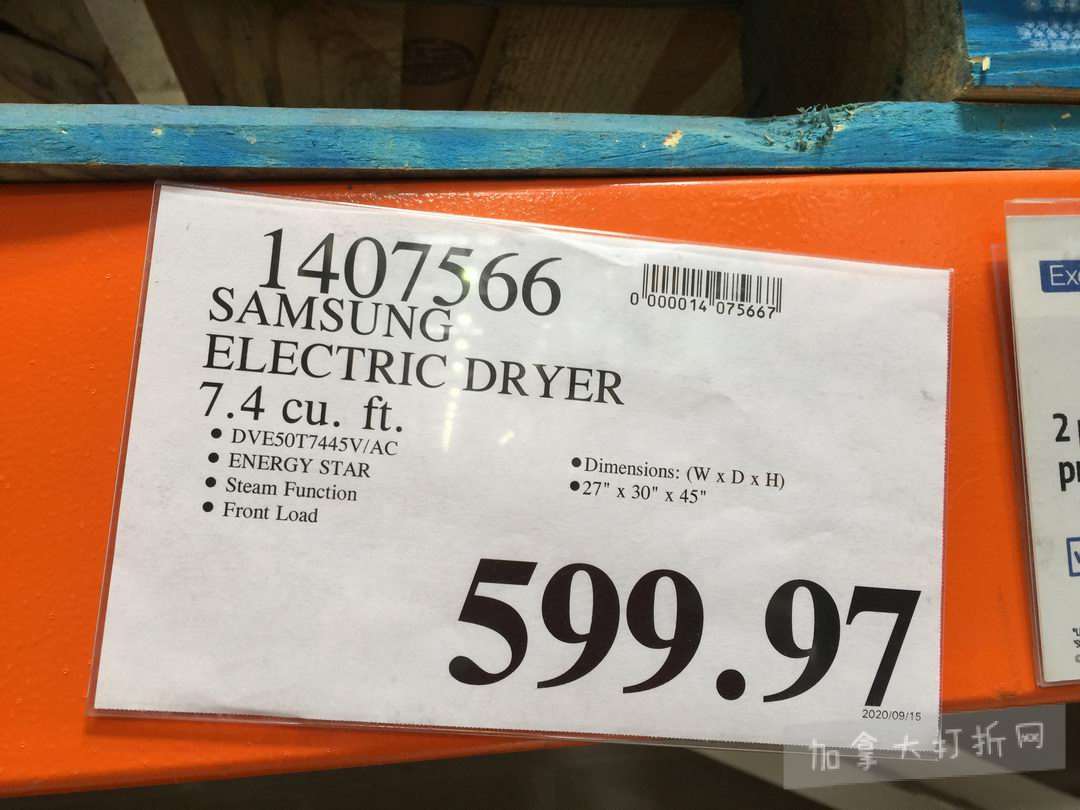 1407566
0 000014 075667
SAMSUNG
ELECTRIC DRYER
7.4 cu. ft.
• DVE50T7445V/AC
• ENERGY STAR
• Steam Function
• Front Load
•Dimensions: (W x D x H)
•27" x 30" x 45"
599.97
2020/09/15
加拿大打折网
2